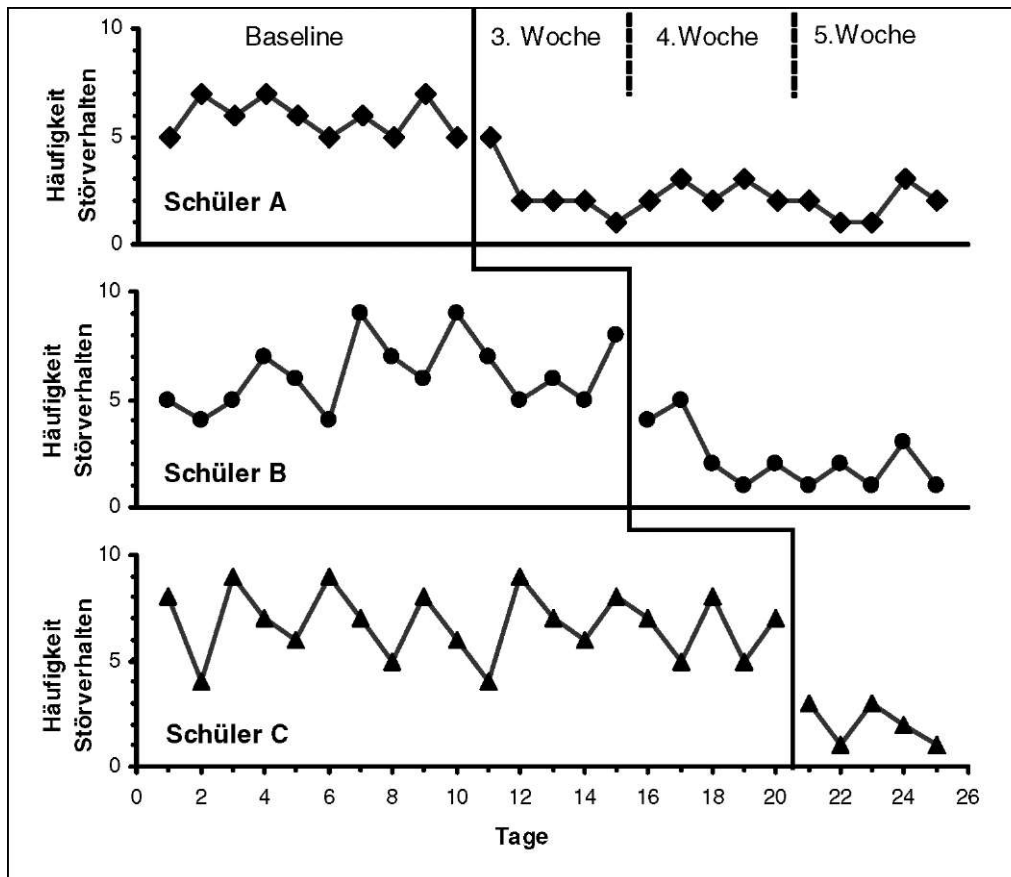 Baseline
3. Woche
4.Woche
5.Woche
10
5
0
Häufigkeit
Störverhalten
Schüler A
10
5
0
Häufigkeit
Störverhalten
Schüler B
10
5
0
Häufigkeit
Störverhalten
Schüler C
0 2 4 6 8 10 12 14 16 18 20 22 24 26
Tage